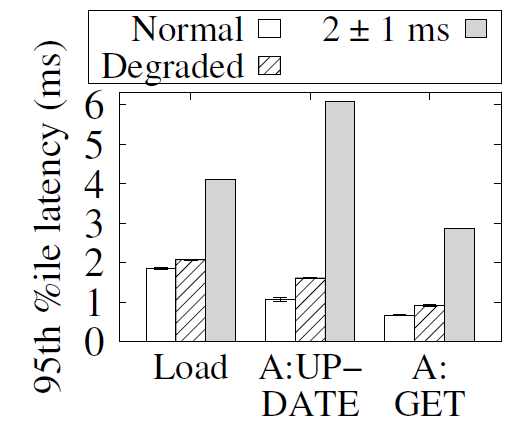 Normal
2 ± 1 ms
Degraded
95th %ile latency (ms)
6
5
4
3
2
1
0
Load
A:UP–
DATE
A:
GET